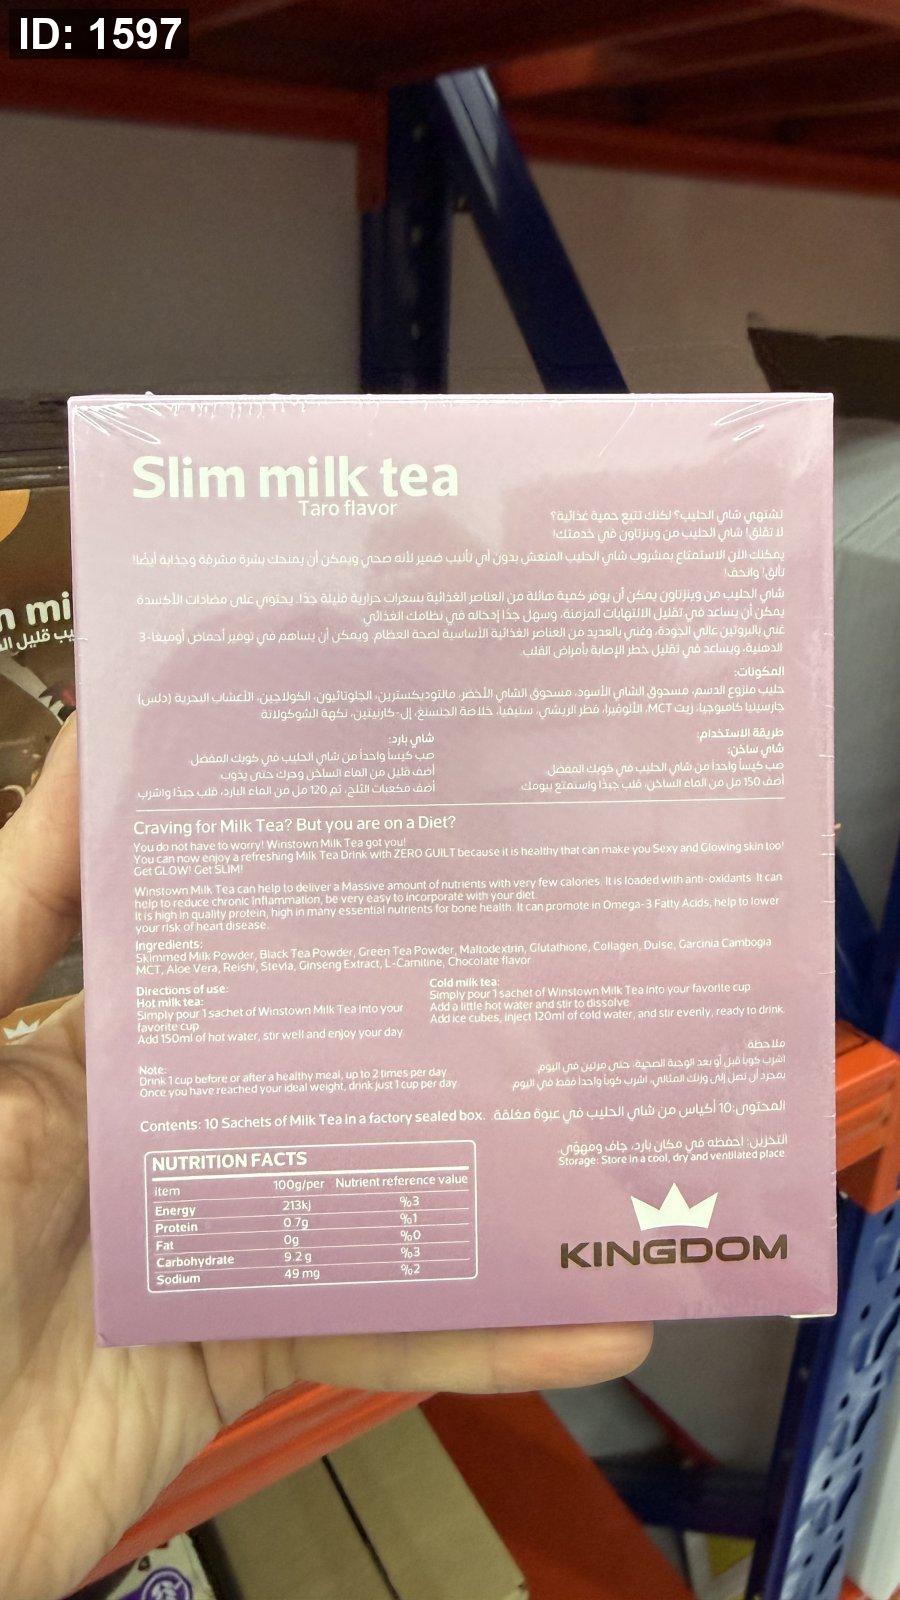 ID: 1597
Slim milk tea
Taro flavor
تشتهي شاي الحليب؟ لكنك تتبع حمية غذائية؟
لا تقلق! شاي الحليب من وينزتاون في خدمتك!
يمكنك الآن الاستمتاع بمشروب شاي الحليب المنعش بدون أي تأنيب ضمير لأنه صحي ويمكن أن يمنحك بشرة مشرقة وجذابة أيضًا!
تألق! وانحف!
شاي الحليب من وينزتاون يمكن أن يوفر كمية هائلة من العناصر الغذائية بسعرات حرارية قليلة جدًا. يحتوي على مضادات الأكسدة
يمكن أن يساعد في تقليل الالتهابات المزمنة، وسهل جدًا إدخاله في نظامك الغذائي
غني بالبروتين عالي الجودة، وغني بالعديد من العناصر الغذائية الأساسية لصحة العظام. ويمكن أن يساهم في توفير أحماض أوميغا-3
الدهنية، ويساعد في تقليل خطر الإصابة بأمراض القلب
المكونات:
حليب منزوع الدسم، مسحوق الشاي الأسود، مسحوق الشاي الأخضر، مالتوديكسترين، الجلوتاثيون، الكولاجين، الأعشاب البحرية (دلس)
جارسينيا كامبوجيا، زيت MCT، الألوفيرا، فطر الريشي، ستيفيا، خلاصة الجنسنغ، إل-كارنيتين، نكهة الشوكولاتة
طريقة الاستخدام:
شاي ساخن:
صب كيساً واحداً من شاي الحليب في كوبك المفضل
أضف 150 مل من الماء الساخن، قلب جيدًا واستمتع بيومك
شاي بارد:
صب كيساً واحداً من شاي الحليب في كوبك المفضل
أضف قليل من الماء الساخن وحرك حتى يذوب
أضف مكعبات الثلج، ثم 120 مل من الماء البارد، قلب جيدًا واشرب
Craving for Milk Tea? But you are on a Diet?
You do not have to worry! Winstown Milk Tea got you!
You can now enjoy a refreshing Milk Tea Drink with ZERO GUILT because it is healthy that can make you Sexy and Glowing skin too!
Get GLOW! Get SLIM!
Winstown Milk Tea can help to deliver a Massive amount of nutrients with very few calories. It is loaded with anti-oxidants. It can
help to reduce chronic inflammation, be very easy to incorporate with your diet.
It is high in quality protein, high in many essential nutrients for bone health. It can promote in Omega-3 Fatty Acids, help to lower
your risk of heart disease.
Ingredients:
Skimmed Milk Powder, Black Tea Powder, Green Tea Powder, Maltodextrin, Glutathione, Collagen, Dulse, Garcinia Cambogia
MCT, Aloe Vera, Reishi, Stevia, Ginseng Extract, L-Carnitine, Chocolate flavor
Directions of use:
Hot milk tea:
Simply pour 1 sachet of Winstown Milk Tea into your
favorite cup
Add 150ml of hot water, stir well and enjoy your day
Cold milk tea:
Simply pour 1 sachet of Winstown Milk Tea into your favorite cup
Add a little hot water and stir to dissolve
Add ice cubes, inject 120ml of cold water, and stir evenly, ready to drink.
Note:
Drink 1 cup before or after a healthy meal, up to 2 times per day
Once you have reached your ideal weight, drink just 1 cup per day
ملاحظة
اشرب كوبا قبل أو بعد الوجبة الصحية، حتى مرتين في اليوم
بمجرد أن تصل إلى وزنك المثالي، اشرب كوباً واحداً فقط في اليوم
Contents: 10 Sachets of Milk Tea in a factory sealed box. المحتوى:10 أكياس من شاي الحليب في عبوة مغلقة.
التخزين: احفظه في مكان بارد، جاف ومهوّى.
Storage: Store in a cool, dry and ventilated place.
NUTRITION FACTS
Item 100g/per Nutrient reference value
Energy 213kj %3
Protein 0.7g %1
Fat 0g %0
Carbohydrate 9.2 g %3
Sodium 49 mg %2
KINGDOM